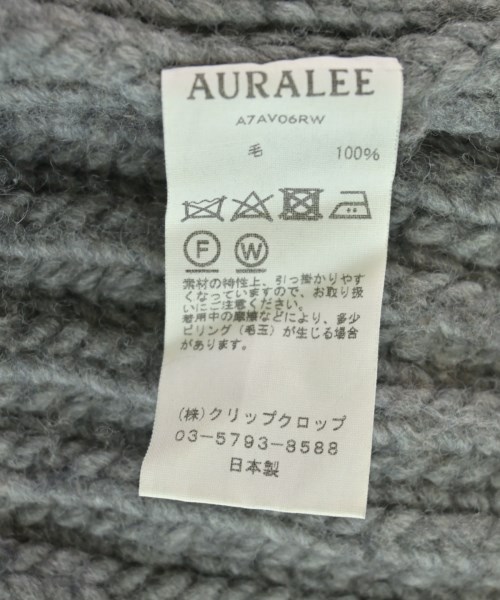 AURALEE
A7AV06RW
毛 100%
F W
素材の特性上、引っ掛かりやす
くなっていますので、お取り扱
いにご注意ください。
着用中の摩擦などにより、多少
ピリング(毛玉)が生じる場合
があります。
(株)クリップクロップ
03-5793-8588
日本製